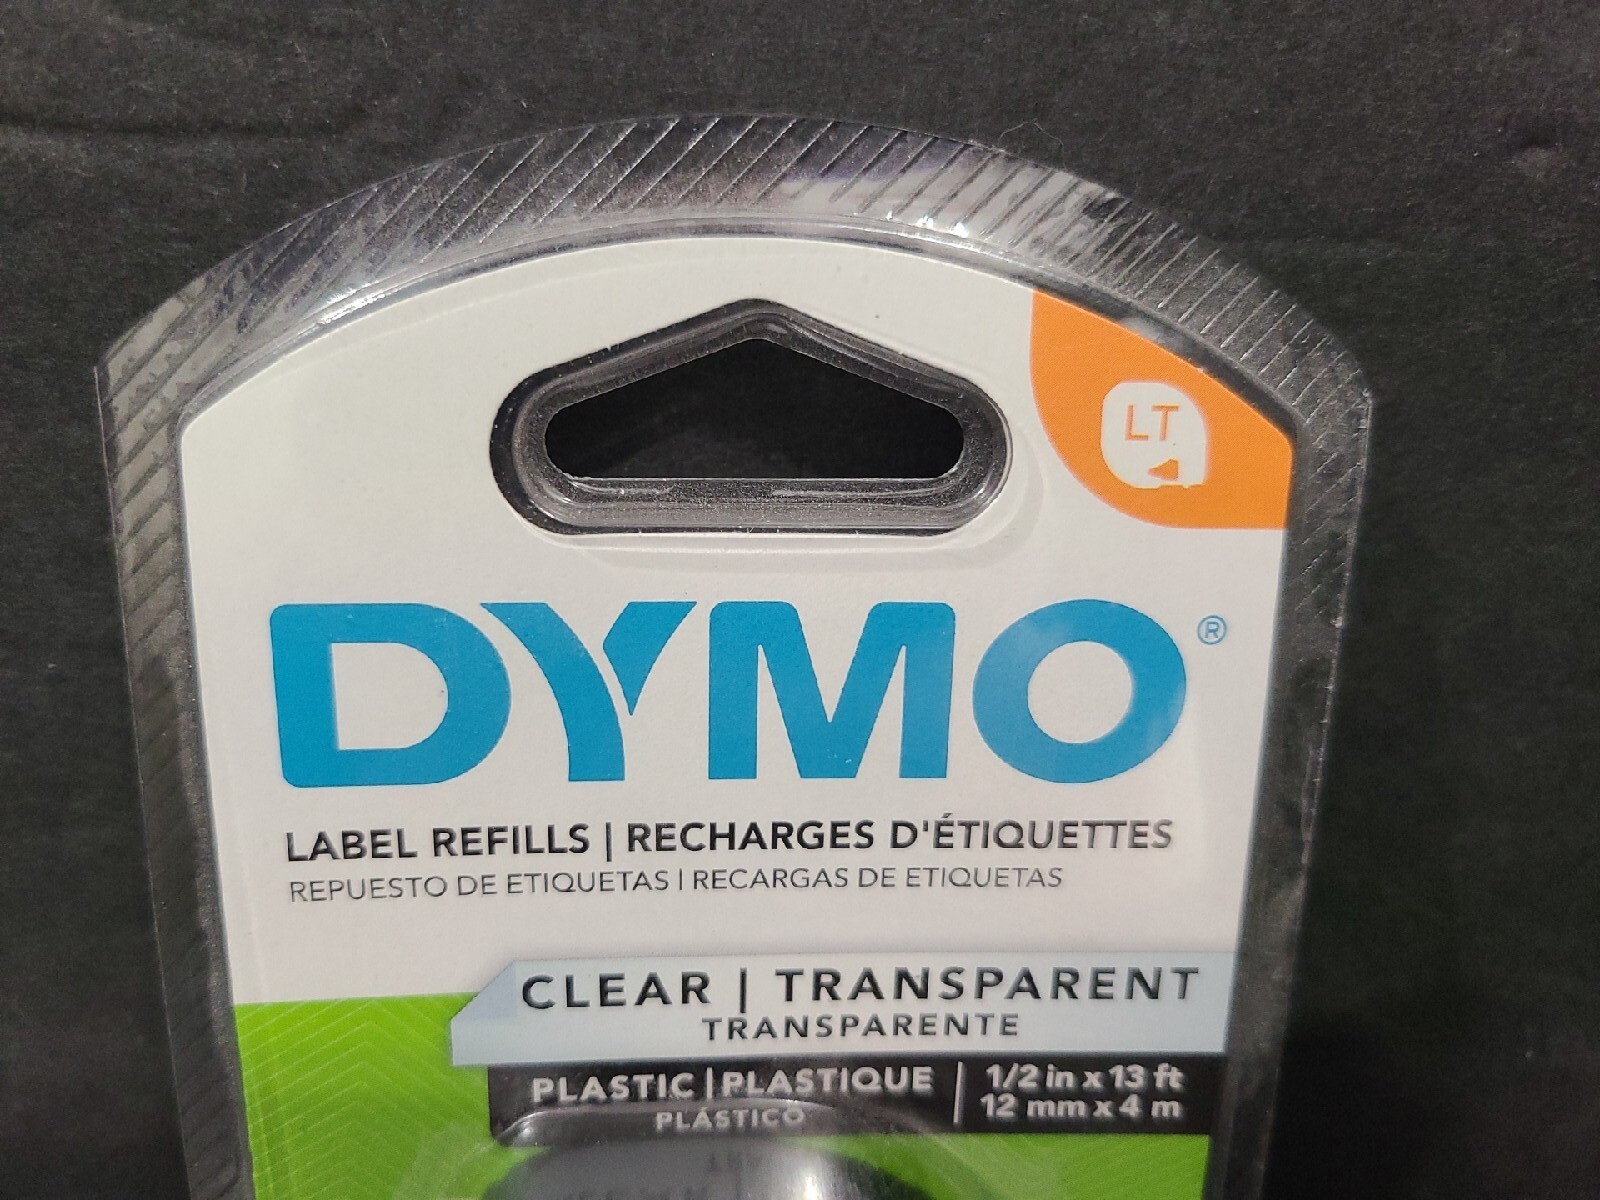 LT
DYMO®
LABEL REFILLS | RECHARGES D'ÉTIQUETTES
REPUESTO DE ETIQUETAS | RECARGAS DE ETIQUETAS
CLEAR | TRANSPARENT
TRANSPARENTE
PLASTIC | PLASTIQUE
PLÁSTICO
1/2 in x 13 ft
12 mm x 4 m